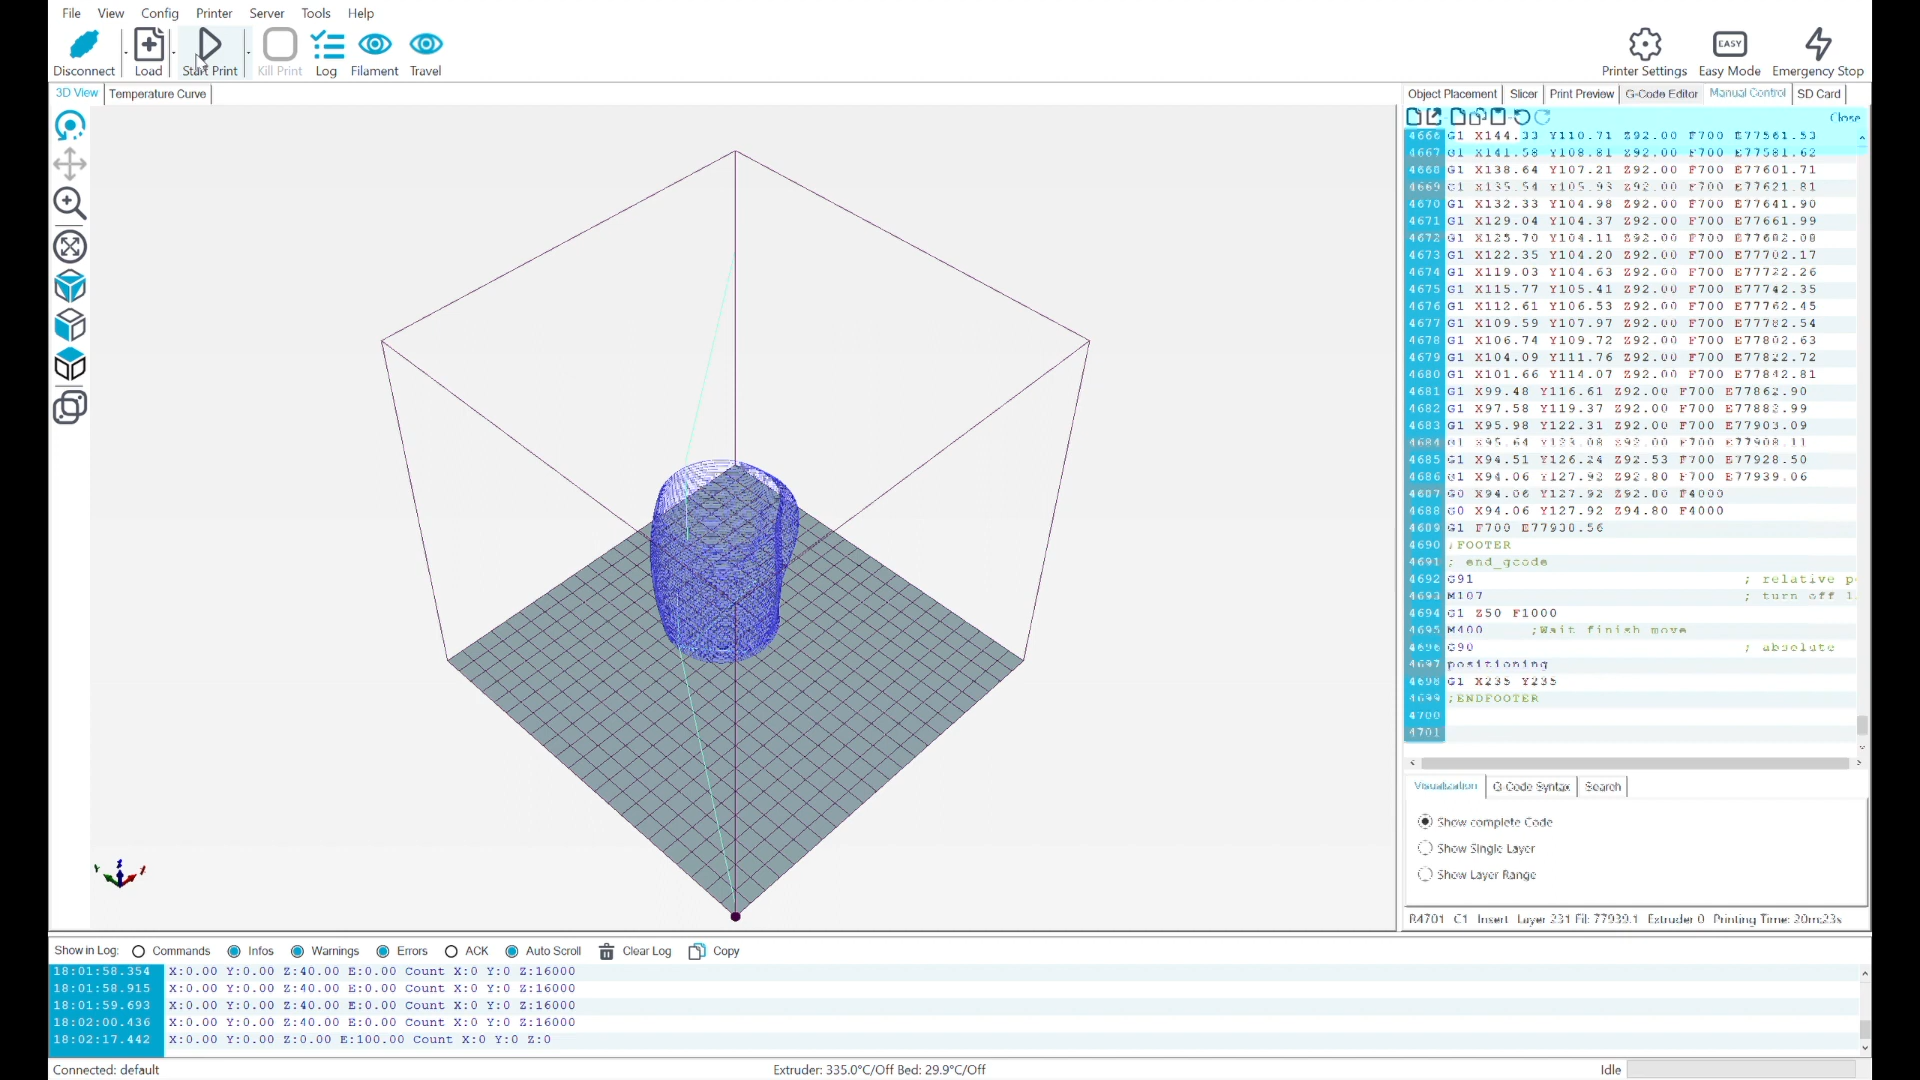 File View Config Printer Server Tools Help
Disconnect Load Start Print Kill Print Log Filament Travel
Printer Settings Easy Mode Emergency Stop
EASY
3D View Temperature Curve
Object Placement Slicer Print Preview G-Code Editor Manual Control SD Card
Close
4666 G1 X144.33 Y110.71 Z92.00 F700 E77561.53
4667 G1 X141.58 Y108.81 Z92.00 F700 E77581.62
4668 G1 X138.64 Y107.21 Z92.00 F700 E77601.71
4669 G1 X135.54 Y105.93 Z92.00 F700 E77621.81
4670 G1 X132.33 Y104.98 Z92.00 F700 E77641.90
4671 G1 X129.04 Y104.37 Z92.00 F700 E77661.99
4672 G1 X125.70 Y104.11 Z92.00 F700 E77682.08
4673 G1 X122.35 Y104.20 Z92.00 F700 E77702.17
4674 G1 X119.03 Y104.63 Z92.00 F700 E77722.26
4675 G1 X115.77 Y105.41 Z92.00 F700 E77742.35
4676 G1 X112.61 Y106.53 Z92.00 F700 E77762.45
4677 G1 X109.59 Y107.97 Z92.00 F700 E77782.54
4678 G1 X106.74 Y109.72 Z92.00 F700 E77802.63
4679 G1 X104.09 Y111.76 Z92.00 F700 E77822.72
4680 G1 X101.66 Y114.07 Z92.00 F700 E77842.81
4681 G1 X99.48 Y116.61 Z92.00 F700 E77862.90
4682 G1 X97.58 Y119.37 Z92.00 F700
4683 G1 X95.98 Y122.31 Z92.00 F700 E77903.09
4684 G1 X95.64 Y123.08 Z92.00 F700 E77908.11
4685 G1 X94.51 Y126.24 Z92.53 F700 E77928.50
4686 G1 X94.06 Y127.92 Z92.80 F700 E77939.06
4687 G0 X94.06 Y127.92 Z92.80 F4000
4688 G0 X94.06 Y127.92 Z94.80 F4000
4689 G1 F700
4690 ;FOOTER
4691 ; end_gcode
4692 G91 ; relative p
4693 M107 ; turn off l
4694 G1 Z50 F1000
4695 M400 ;Wait finish move
4696 G90 ; absolute
4697 positioning
4698 G1 X235 Y235
4699 ;ENDFOOTER
4700
4701
Visualization G-Code Syntax Search
Show complete Code
Show Single Layer
Show Layer Range
R4701 C1 Insert Layer 231 Fil: 77939.1 Extruder 0 Printing Time: 20m:23s
Show in Log: Commands Infos Warnings Errors ACK Auto Scroll Clear Log Copy
18:01:58.354 X:0.00 Y:0.00 Z:40.00 E:0.00 Count X:0 Y:0 Z:16000
18:01:58.915 X:0.00 Y:0.00 Z:40.00 E:0.00 Count X:0 Y:0 Z:16000
18:01:59.693 X:0.00 Y:0.00 Z:40.00 E:0.00 Count X:0 Y:0 Z:16000
18:02:00.436 X:0.00 Y:0.00 Z:40.00 E:0.00 Count X:0 Y:0 Z:16000
18:02:17.442 X:0.00 Y:0.00 Z:0.00 E:100.00 Count X:0 Y:0 Z:0
Connected: default Extruder: 335.0°C/Off Bed: 29.9°C/Off Idle